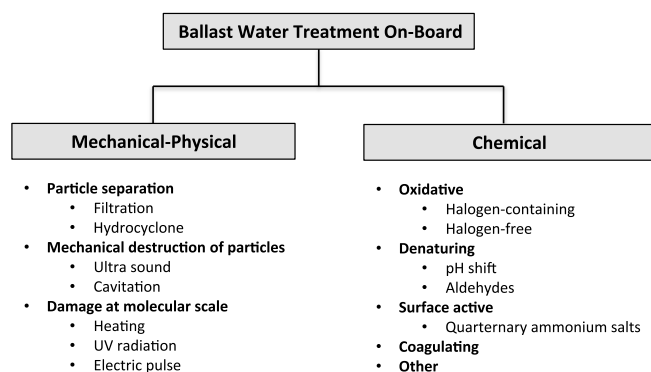 Ballast Water Treatment On-Board
Mechanical-Physical
• Particle separation
• Filtration
• Hydrocyclone
• Mechanical destruction of particles
• Ultra sound
• Cavitation
• Damage at molecular scale
• Heating
• UV radiation
• Electric pulse
Chemical
• Oxidative
• Halogen-containing
• Halogen-free
• Denaturing
• pH shift
• Aldehydes
• Surface active
• Quarternary ammonium salts
• Coagulating
• Other